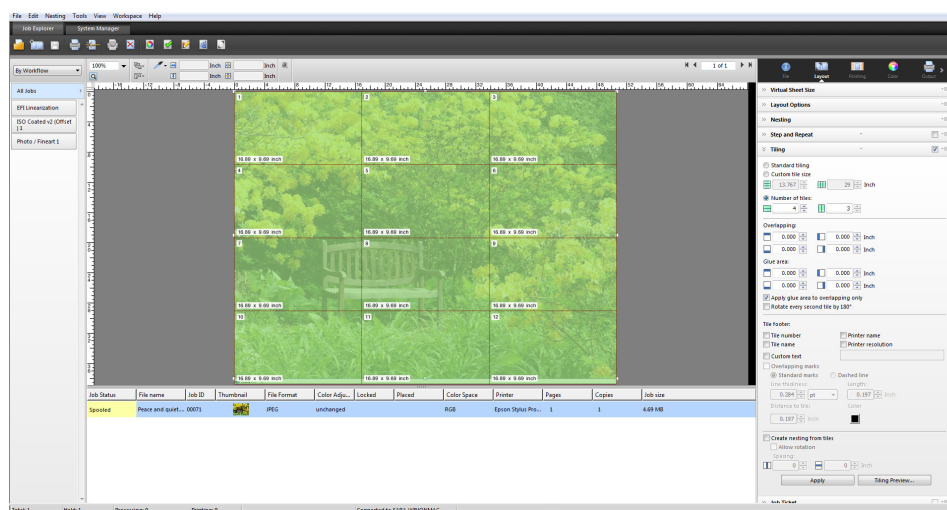 File Edit Nesting Tools View Workspace Help
Job Explorer System Manager
By Workflow
All Jobs
EFI Linearization
ISO Coated v2 (Offset
) 1
Photo / Fineart 1
100%
Inch Inch
Inch Inch
1 of 1
1 2 3
16.89 x 9.69 inch 16.89 x 9.69 inch 16.89 x 9.69 inch
4 5 6
16.89 x 9.69 inch 16.89 x 9.69 inch 16.89 x 9.69 inch
7 8 9
16.89 x 9.69 inch 16.89 x 9.69 inch 16.89 x 9.69 inch
10 11 12
16.89 x 9.69 inch 16.89 x 9.69 inch 16.89 x 9.69 inch
Job Status File name Job ID Thumbnail File Format Color Adju... Locked Placed Color Space Printer Pages Copies Job size
Spooled Peace and quiet.... 00071 JPEG unchanged RGB Epson Stylus Pro... 1 1 4.69 MB
File Layout Printing Color Output
Virtual Sheet Size
Layout Options
Nesting
Step and Repeat
Tiling
Standard tiling
Custom tile size
13.767 29 Inch
Number of tiles:
4 3
Overlapping:
0.000 0.000 Inch
0.000 0.000 Inch
Glue area:
0.000 0.000 Inch
0.000 0.000 Inch
Apply glue area to overlapping only
Rotate every second tile by 180°
Tile footer:
Tile number Printer name
Tile name Printer resolution
Custom text
Overlapping marks
Standard marks Dashed line
Line thickness: Length:
0.284 pt 0.197 Inch
Distance to tile: Color
0.197 Inch
Create nesting from tiles
Allow rotation
Spacing:
0 0 Inch
Apply Tiling Preview...
Job Ticket